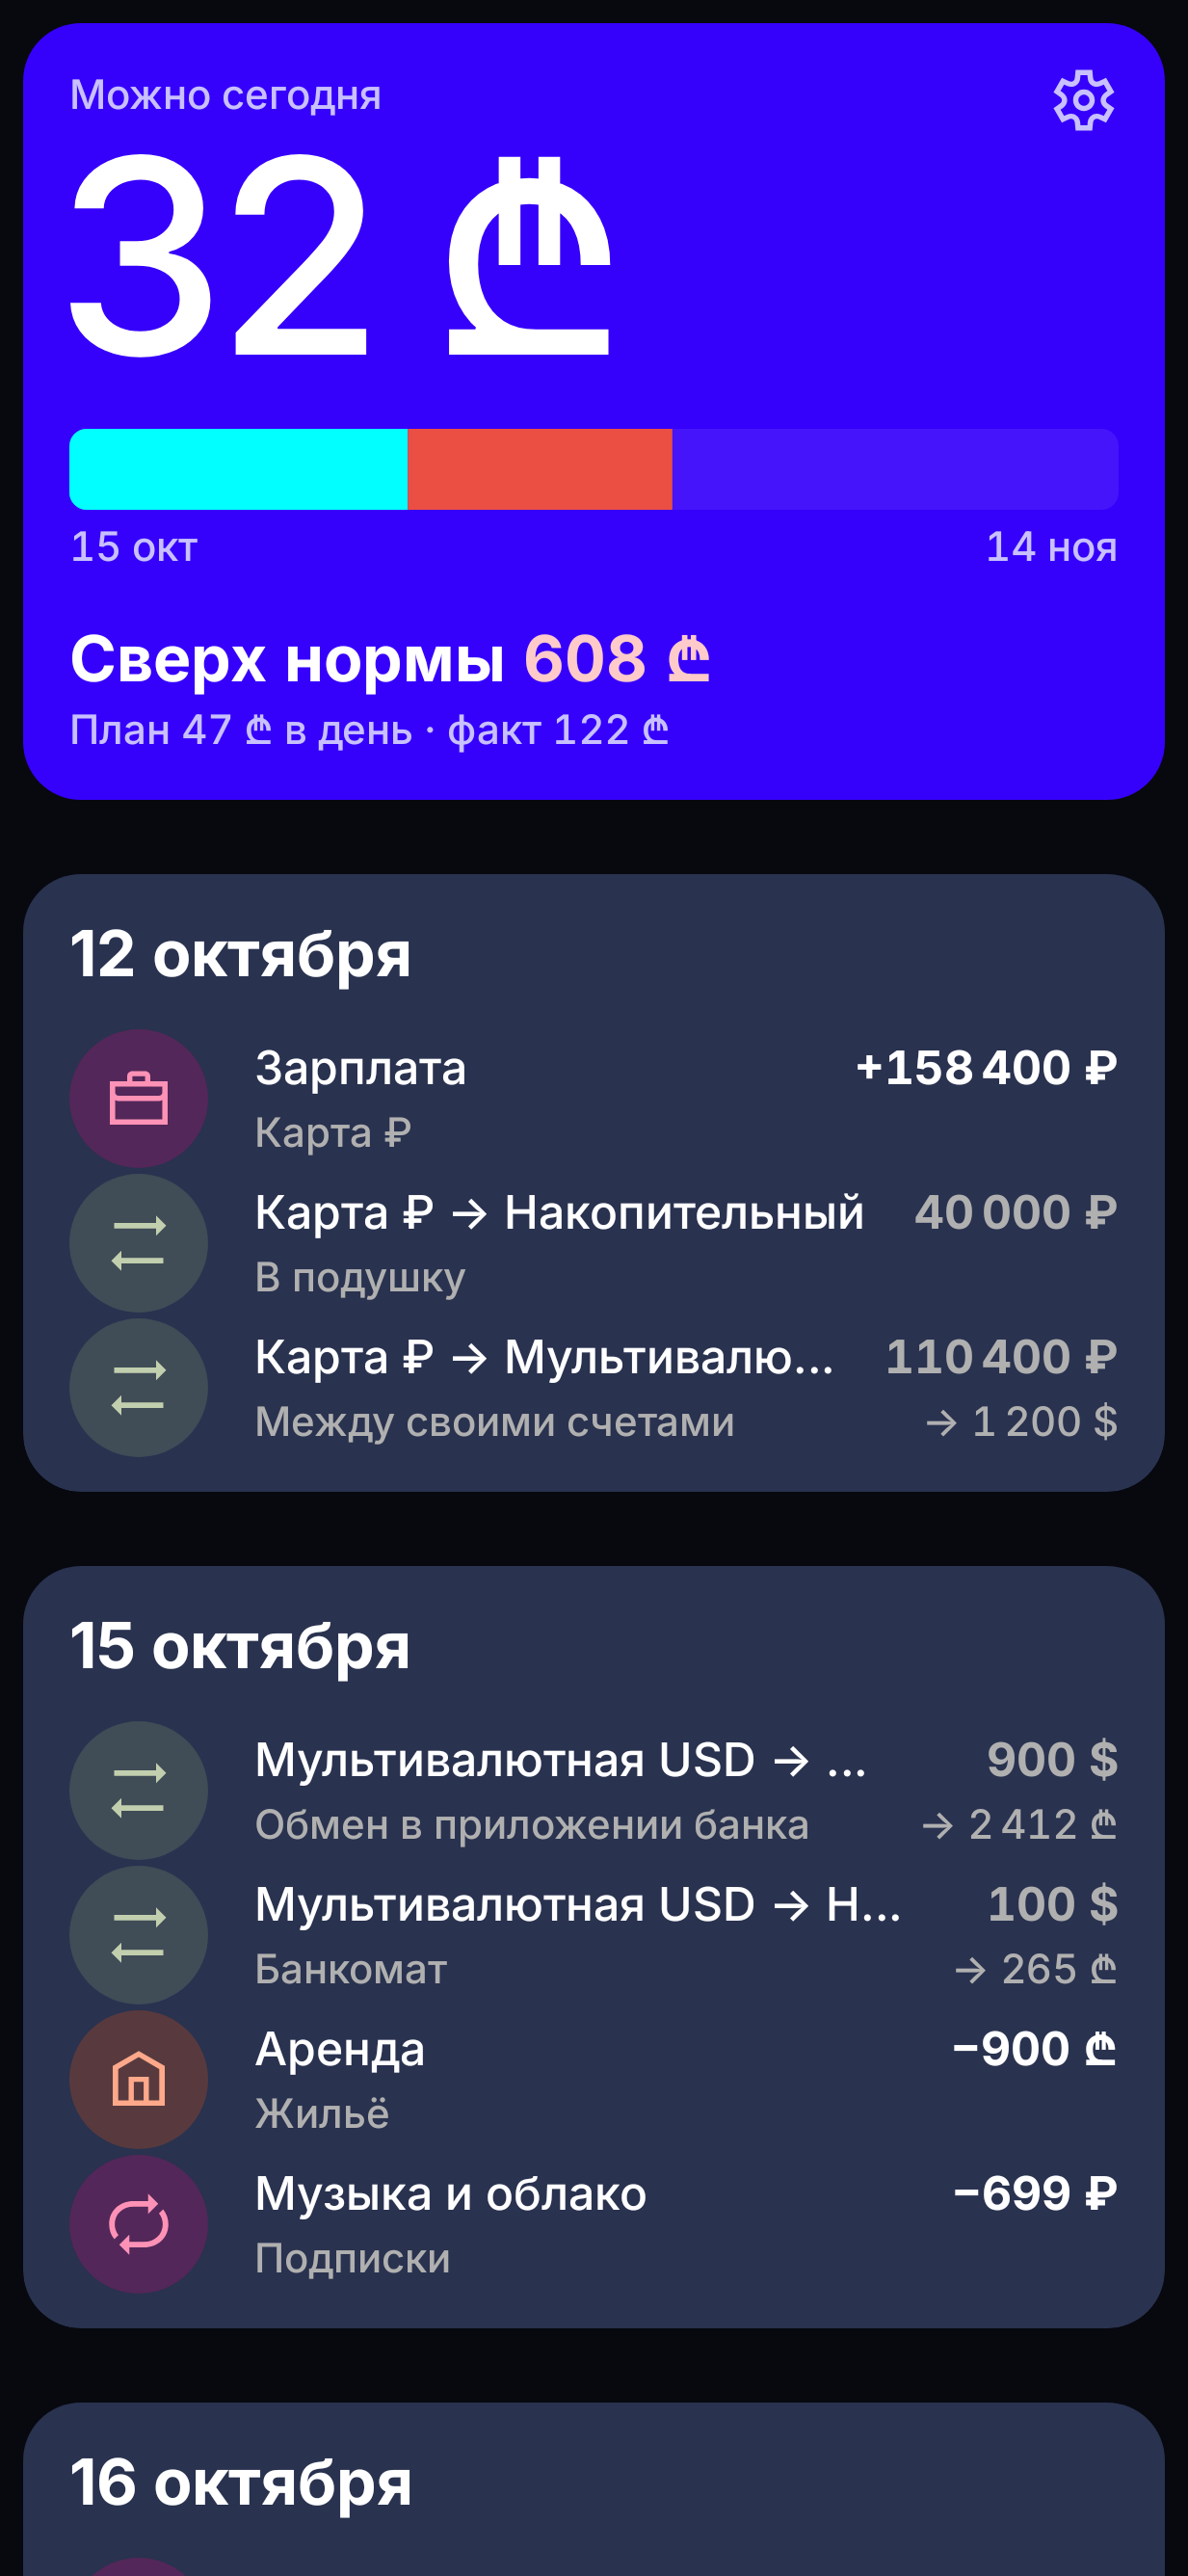 Можно сегодня
32 ₾
15 окт 14 ноя
Сверх нормы 608 ₾
План 47 ₾ в день · факт 122 ₾
12 октября
Зарплата +158 400 ₽
Карта ₽
Карта ₽ → Накопительный 40 000 ₽
В подушку
Карта ₽ → Мультивалю... 110 400 ₽
Между своими счетами → 1 200 $
15 октября
Мультивалютная USD → ... 900 $
Обмен в приложении банка → 2 412 ₾
Мультивалютная USD → Н... 100 $
Банкомат → 265 ₾
Аренда −900 ₾
Жильё
Музыка и облако −699 ₽
Подписки
16 октября